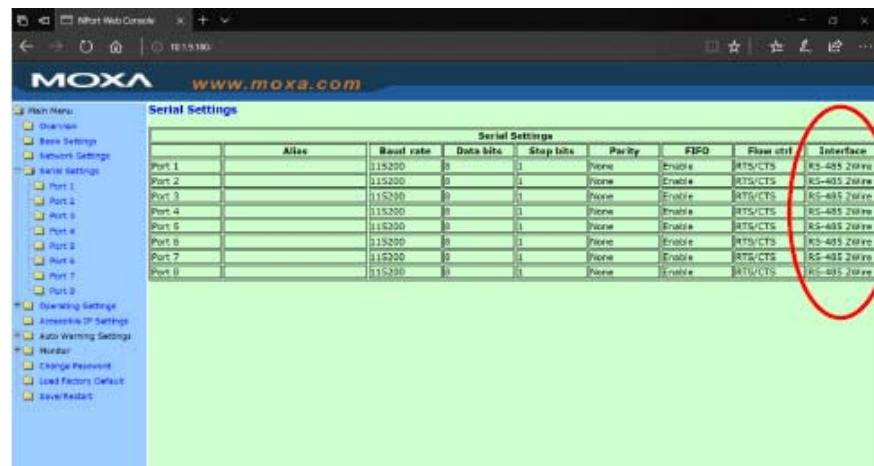 NPort Web Console
10.1.9.180/
MOXA
www.moxa.com
Main Menu
Overview
Basic Settings
Network Settings
Serial Settings
Port 1
Port 2
Port 3
Port 4
Port 5
Port 6
Port 7
Port 8
Operating Settings
Accessible IP Settings
Auto Warning Settings
Monitor
Change Password
Load Factory Default
Save/Restart
Serial Settings
Serial Settings
Alias Baud rate Data bits Stop bits Parity FIFO Flow ctrl Interface
Port 1 115200 8 1 None Enable RTS/CTS RS-485 2Wire
Port 2 115200 8 1 None Enable RTS/CTS RS-485 2Wire
Port 3 115200 8 1 None Enable RTS/CTS RS-485 2Wire
Port 4 115200 8 1 None Enable RTS/CTS RS-485 2Wire
Port 5 115200 8 1 None Enable RTS/CTS RS-485 2Wire
Port 6 115200 8 1 None Enable RTS/CTS RS-485 2Wire
Port 7 115200 8 1 None Enable RTS/CTS RS-485 2Wire
Port 8 115200 8 1 None Enable RTS/CTS RS-485 2Wire